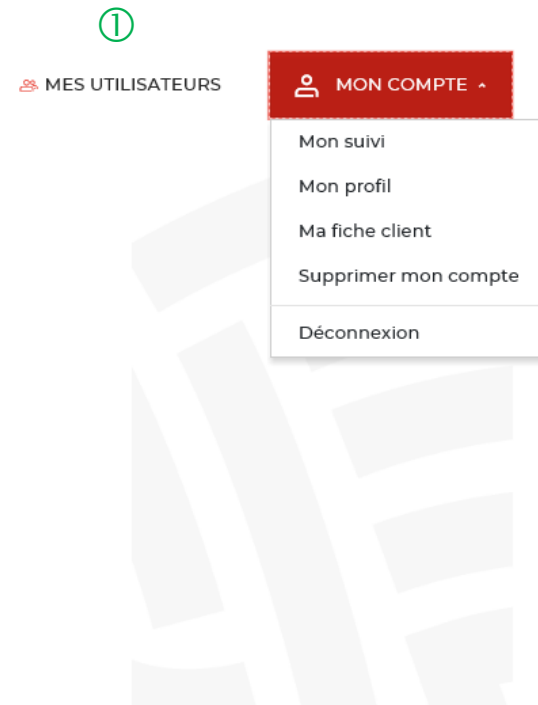 ①
MES UTILISATEURS
MON COMPTE
Mon suivi
Mon profil
Ma fiche client
Supprimer mon compte
Déconnexion